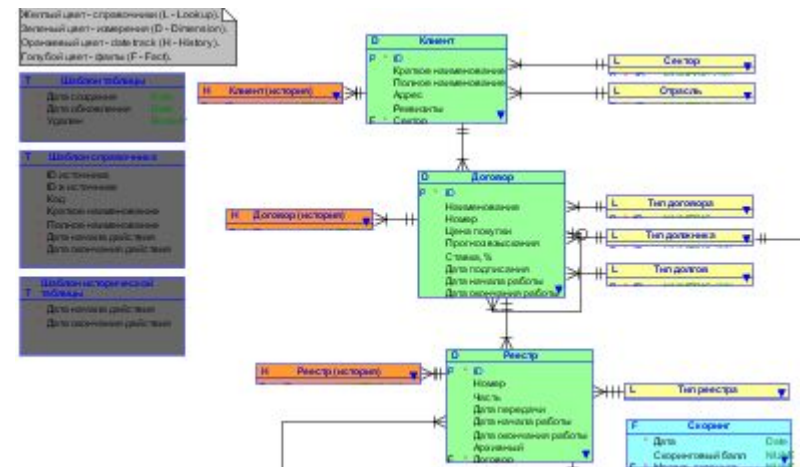 Желтый цвет - справочники (L - Lookup).
Зеленый цвет - измерения (D - Dimension).
Оранжевый цвет - date track (H - History).
Голубой цвет - факты (F - Fact).
T Шаблон таблицы
Дата создания
Дата обновления
Удален
T Шаблон справочника
ID источника
ID в источнике
Код
Краткое наименование
Полное наименование
Дата начала действия
Дата окончания действия
T Шаблон исторической таблицы
Дата начала действия
Дата окончания действия
D Клиент
P * ID
Краткое наименование
Полное наименование
Адрес
Реквизиты
F Сектор
H Клиент (история)
L Сектор
L Отрасль
D Договор
P * ID
Наименование
Номер
Цена покупки
Прогноз взыскания
Ставка, %
Дата подписания
Дата начала работы
Дата окончания работы
H Договор (история)
L Тип договора
L Тип должника
L Тип долгов
D Реестр
P * ID
Номер
Часть
Дата передачи
Дата начала работы
Дата окончания работы
Архивный
F * Договор
H Реестр (история)
L Тип реестра
F Скоринг
* Дата Date
Скоринговый балл